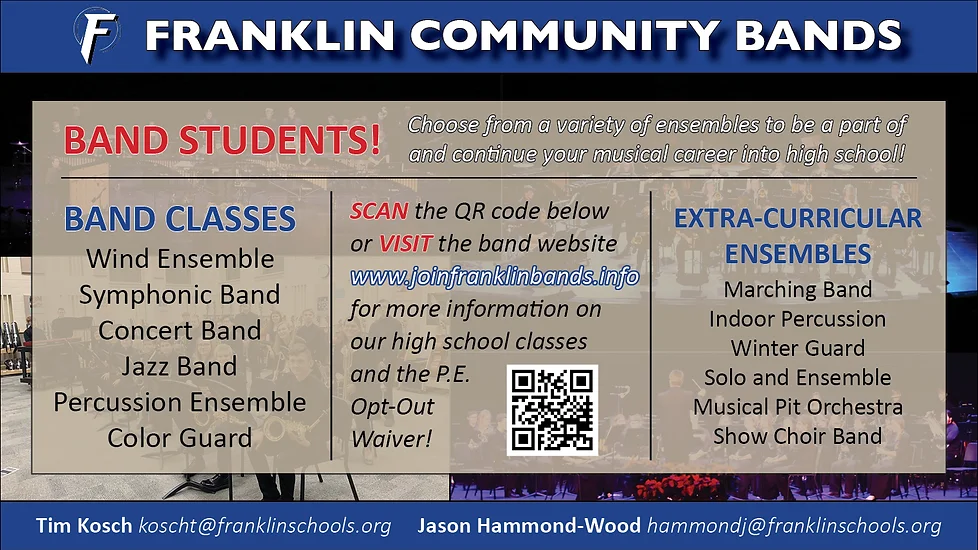 F FRANKLIN COMMUNITY BANDS
BAND STUDENTS!
Choose from a variety of ensembles to be a part of
and continue your musical career into high school!
BAND CLASSES
Wind Ensemble
Symphonic Band
Concert Band
Jazz Band
Percussion Ensemble
Color Guard
SCAN the QR code below
or VISIT the band website
www.joinfranklinbands.info
for more information on
our high school classes
and the P.E.
Opt-Out
Waiver!
EXTRA-CURRICULAR
ENSEMBLES
Marching Band
Indoor Percussion
Winter Guard
Solo and Ensemble
Musical Pit Orchestra
Show Choir Band
Tim Kosch koscht@franklinschools.org Jason Hammond-Wood hammondj@franklinschools.org